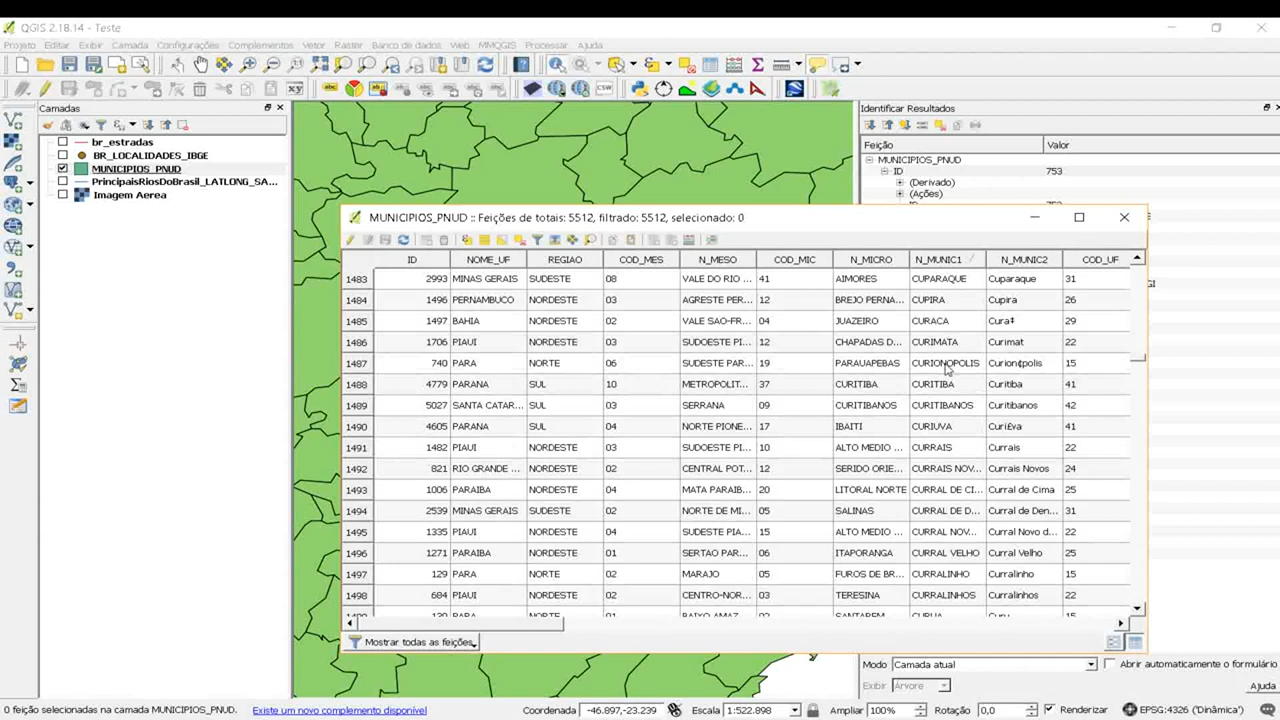 QGIS 2.18.14 - Teste
Projeto Editar Exibir Camada Configurações Complementos Vetor Raster Banco de dados Web MMQGIS Processar Ajuda
Camadas
br_estradas
BR_LOCALIDADES_IBGE
MUNICIPIOS_PNUD
PrincipaisRiosDoBrasil_LATLONG_SA...
Imagem Aerea
Identificar Resultados
Feição Valor
MUNICIPIOS_PNUD
ID 753
(Derivado)
(Ações)
MUNICIPIOS_PNUD :: Feições de totais: 5512, filtrado: 5512, selecionado: 0
ID NOME_UF REGIAO COD_MES N_MESO COD_MIC N_MICRO N_MUNIC1 N_MUNIC2 COD_UF
1483 2993 MINAS GERAIS SUDESTE 08 VALE DO RIO ... 41 AIMORES CUPARAQUE Cuparaque 31
1484 1496 PERNAMBUCO NORDESTE 03 AGRESTE PER... 12 BREJO PERNA... CUPIRA Cupira 26
1485 1497 BAHIA NORDESTE 02 VALE SAO-FR... 04 JUAZEIRO CURACA Cura‡ 29
1486 1706 PIAUI NORDESTE 03 SUDOESTE PI... 12 CHAPADAS D... CURIMATA Curimat 22
1487 740 PARA NORTE 06 SUDESTE PAR... 19 PARAUAPEBAS CURIONOPOLIS Curion¢polis 15
1488 4779 PARANA SUL 10 METROPOLIT... 37 CURITIBA CURITIBA Curitiba 41
1489 5027 SANTA CATAR... SUL 03 SERRANA 09 CURITIBANOS CURITIBANOS Curitibanos 42
1490 4605 PARANA SUL 04 NORTE PIONE... 17 IBAITI CURIUVA Curi£va 41
1491 1482 PIAUI NORDESTE 03 SUDOESTE PI... 10 ALTO MEDIO ... CURRAIS Currais 22
1492 821 RIO GRANDE ... NORDESTE 02 CENTRAL POT... 12 SERIDO ORIE... CURRAIS NOV... Currais Novos 24
1493 1006 PARAIBA NORDESTE 04 MATA PARAIB... 20 LITORAL NORTE CURRAL DE CI... Curral de Cima 25
1494 2539 MINAS GERAIS SUDESTE 02 NORTE DE MI... 05 SALINAS CURRAL DE D... Curral de Den... 31
1495 1335 PIAUI NORDESTE 04 SUDESTE PIA... 15 ALTO MEDIO ... CURRAL NOV... Curral Novo d... 22
1496 1271 PARAIBA NORDESTE 01 SERTAO PAR... 06 ITAPORANGA CURRAL VELHO Curral Velho 25
1497 129 PARA NORTE 02 MARAJO 05 FUROS DE BR... CURRALINHO Curralinho 15
1498 684 PIAUI NORDESTE 02 CENTRO-NOR... 03 TERESINA CURRALINHOS Curralinhos 22
Mostrar todas as feições
Modo Camada atual Abrir automaticamente o formulário
Exibir Árvore Ajuda
0 feição selecionadas na camada MUNICIPIOS_PNUD. Existe um novo complemento disponível Coordenada -46.897,-23.239 Escala 1:522.898 Ampliar 100% Rotação 0,0 Renderizar EPSG:4326 ('Dinâmica')